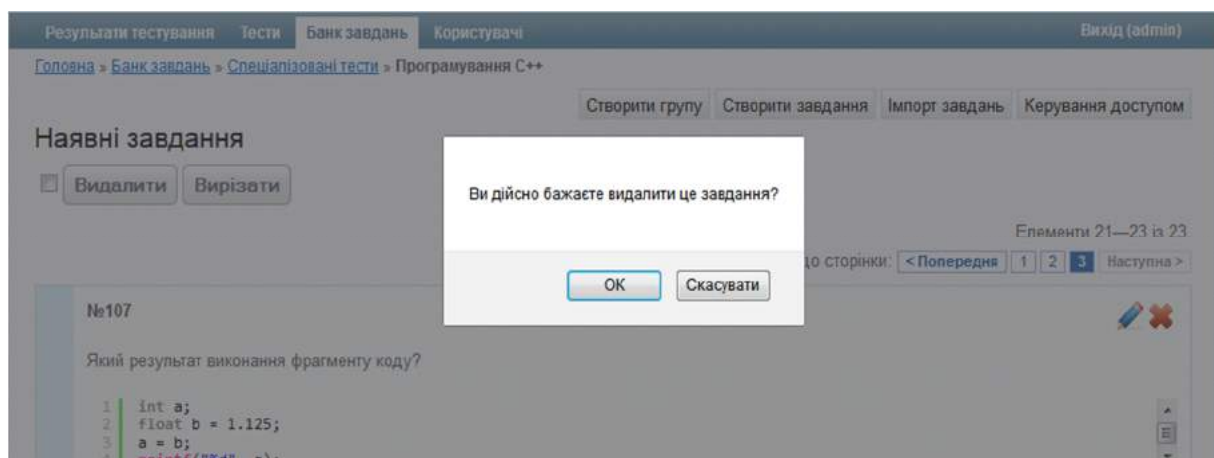 Результати тестування Тести Банк завдань Користувачі Вихід (admin)
Головна » Банк завдань » Спеціалізовані тести » Програмування C++
Створити групу Створити завдання Імпорт завдань Керування доступом
Наявні завдання
Видалити Вирізати
Ви дійсно бажаєте видалити це завдання?
Елементи 21—23 із 23
до сторінки: < Попередня 1 2 3 Наступна >
ОК Скасувати
№107
Який результат виконання фрагменту коду?
1 int a;
2 float b = 1.125;
3 a = b;
printf("%d", a);